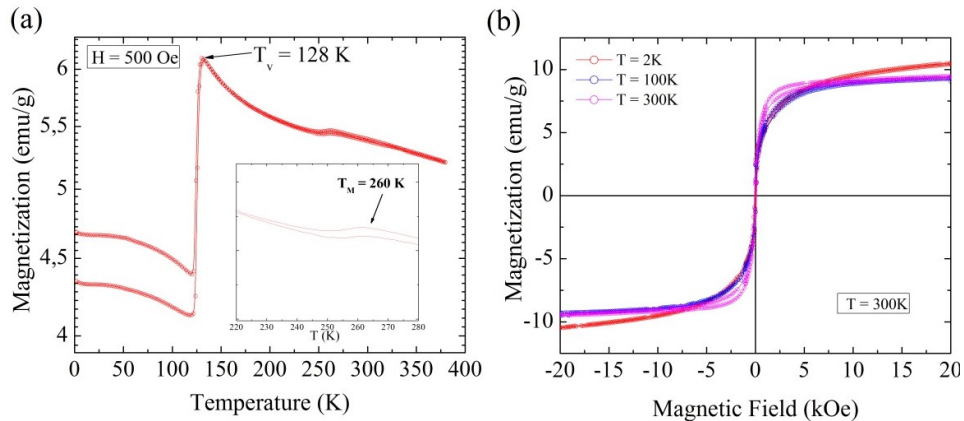 (a)
H = 500 Oe
T_v = 128 K
Magnetization (emu/g)
6
5,5
5
4,5
4
T_M = 260 K
220 230 240 250 260 270 280
T (K)
0 50 100 150 200 250 300 350 400
Temperature (K)
(b)
T = 2K
T = 100K
T = 300K
Magnetization (emu/g)
10
5
0
-5
-10
T = 300K
-20 -15 -10 -5 0 5 10 15 20
Magnetic Field (kOe)